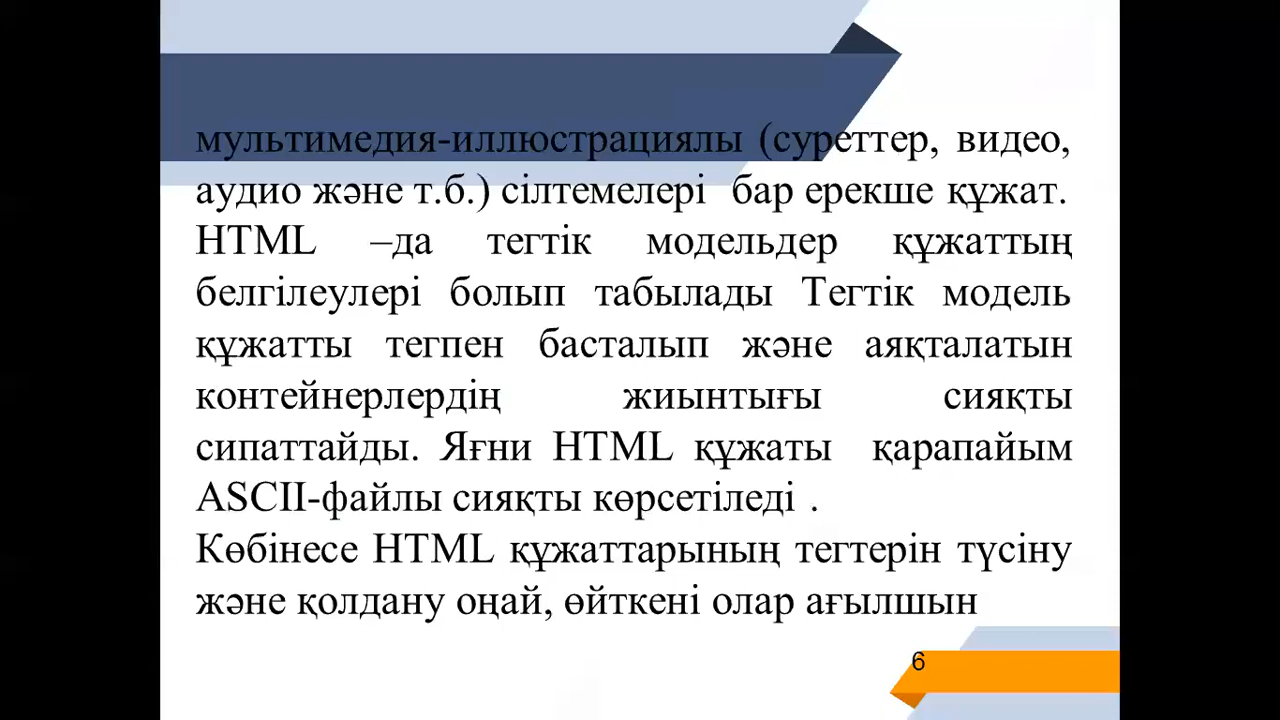 мультимедия-иллюстрациялы (суреттер, видео,
аудио және т.б.) сілтемелері бар ерекше құжат.
HTML –да тегтік модельдер құжаттың
белгілеулері болып табылады Тегтік модель
құжатты тегпен басталып және аяқталатын
контейнерлердің жиынтығы сияқты
сипаттайды. Яғни HTML құжаты қарапайым
ASCII-файлы сияқты көрсетіледі .
Көбінесе HTML құжаттарының тегтерін түсіну
және қолдану оңай, өйткені олар ағылшын
6